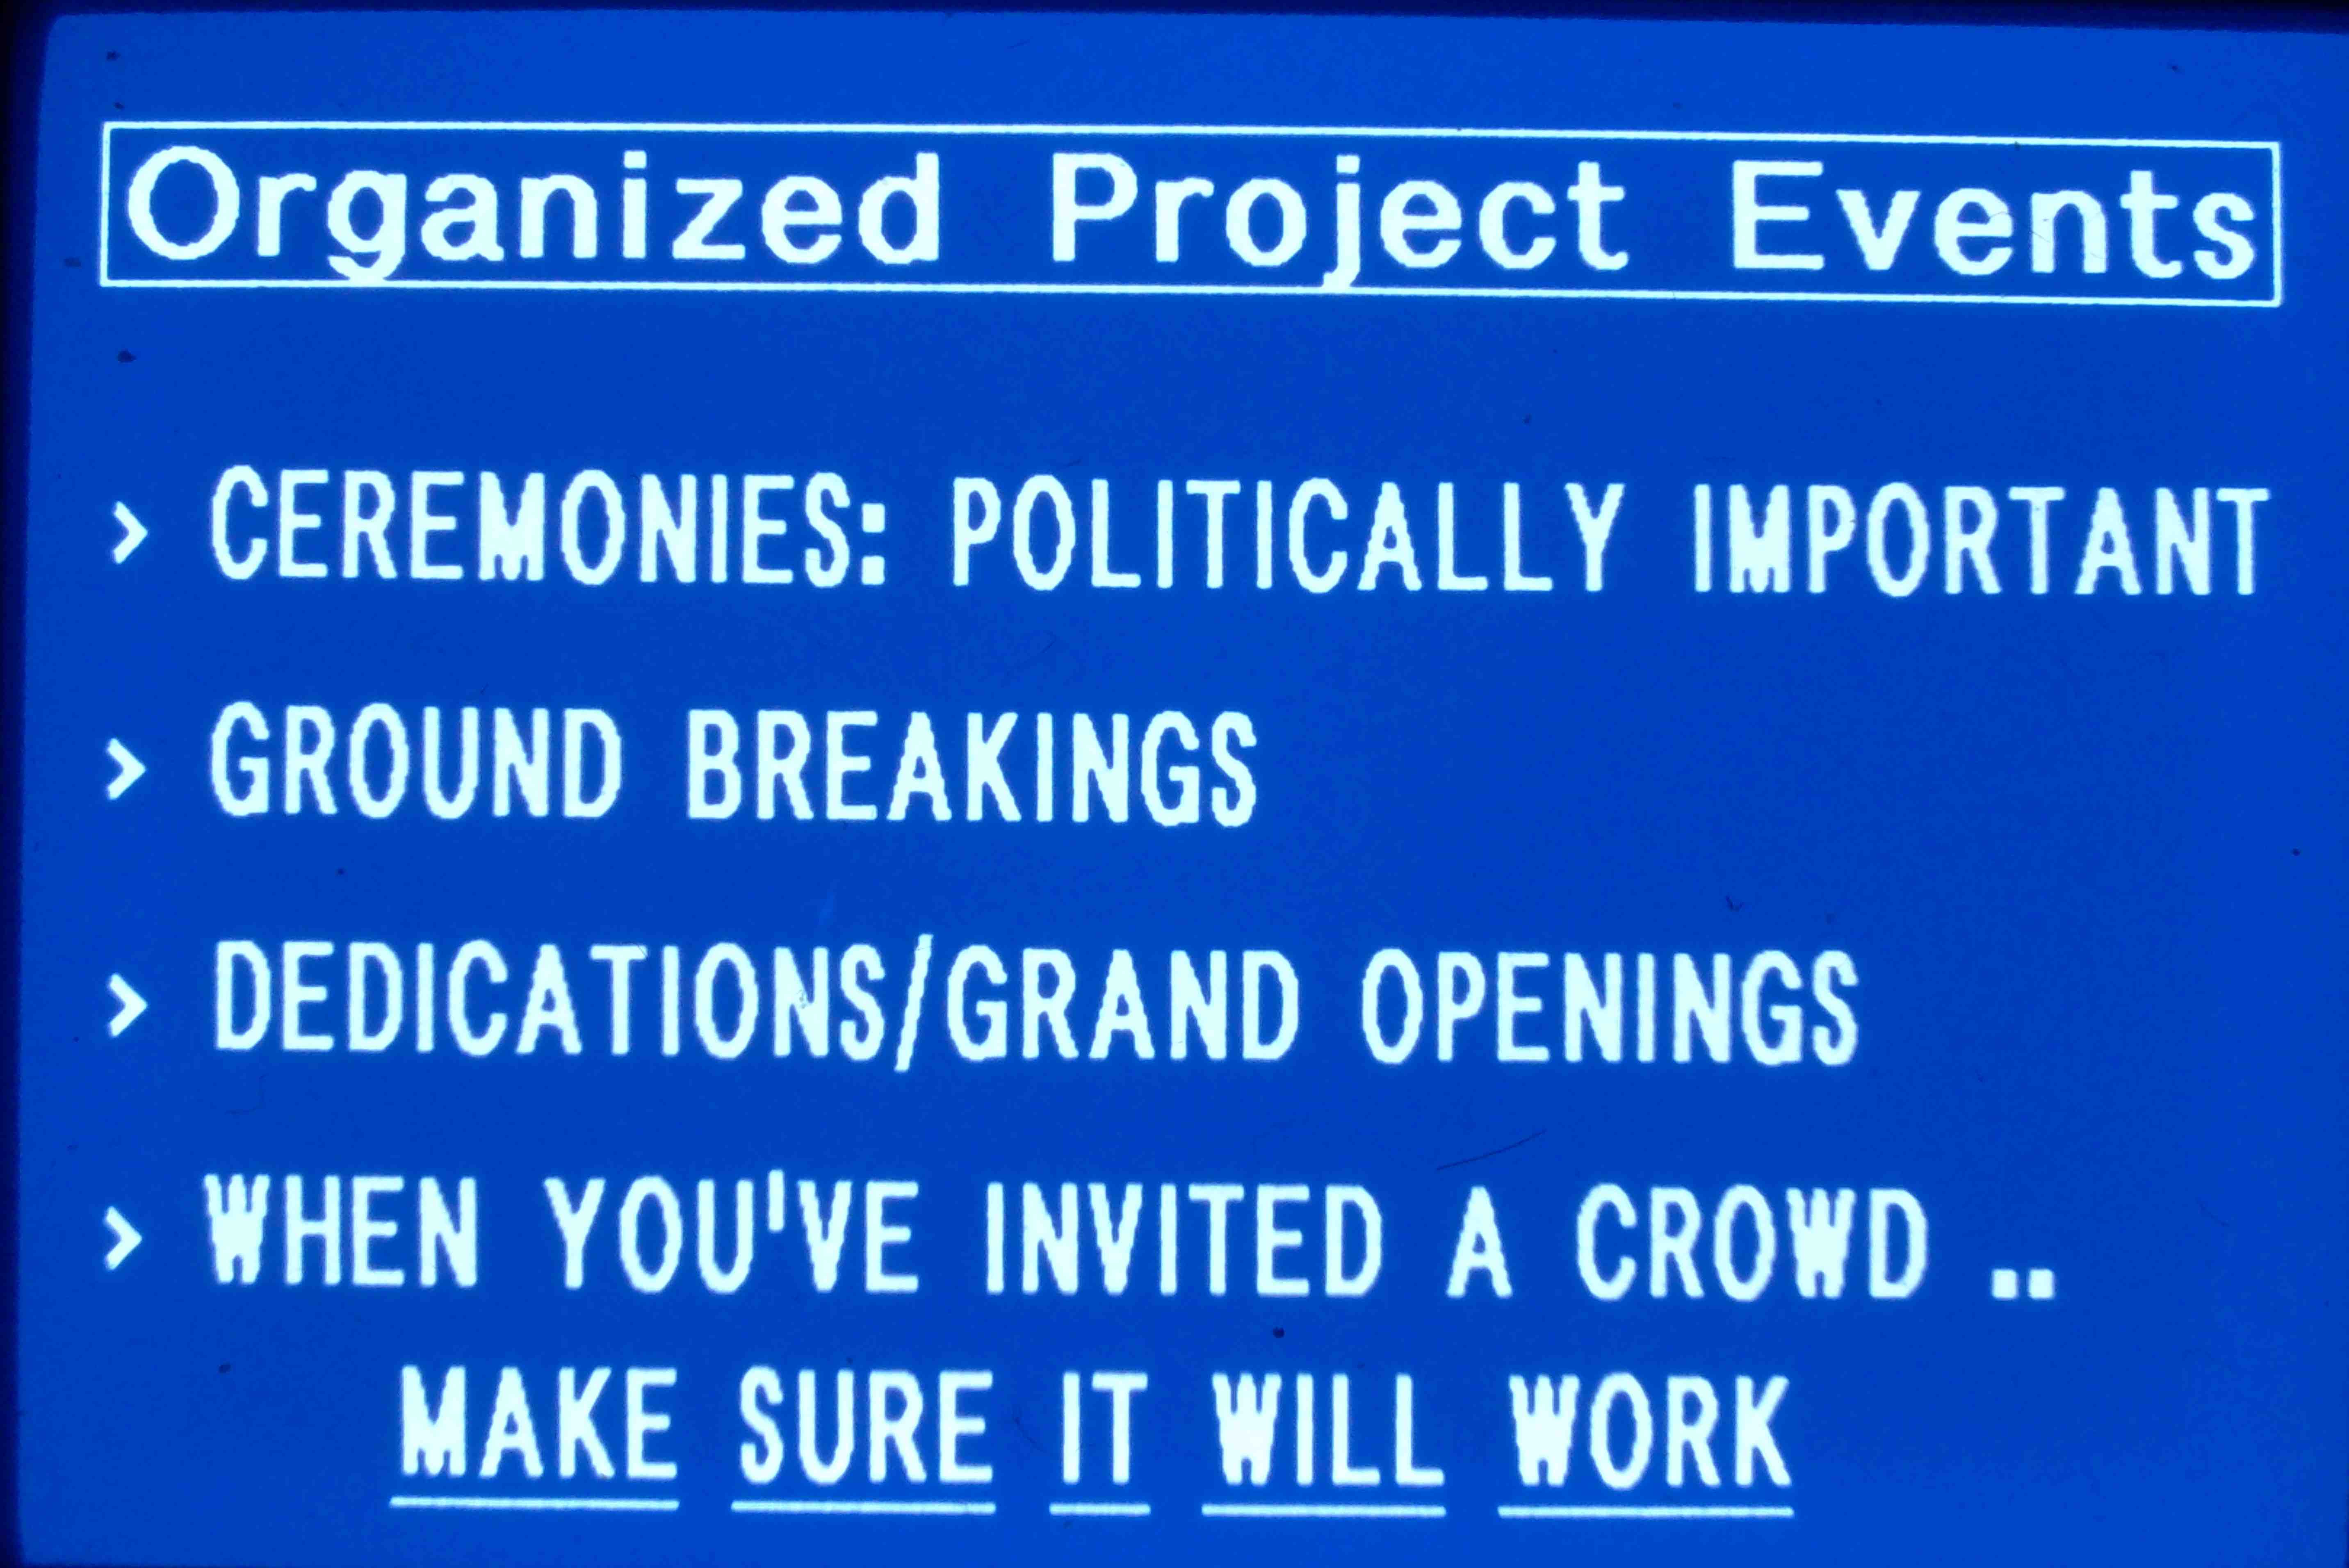 Organized Project Events
> CEREMONIES: POLITICALLY IMPORTANT
> GROUND BREAKINGS
> DEDICATIONS/GRAND OPENINGS
> WHEN YOU'VE INVITED A CROWD ..
MAKE SURE IT WILL WORK